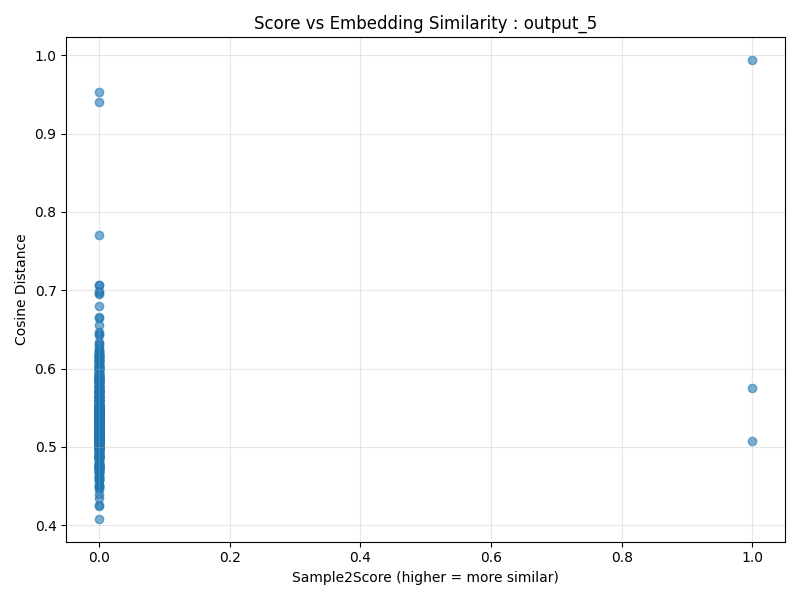 Score vs Embedding Similarity : output_5
Cosine Distance
1.0
0.9
0.8
0.7
0.6
0.5
0.4
0.0 0.2 0.4 0.6 0.8 1.0
Sample2Score (higher = more similar)